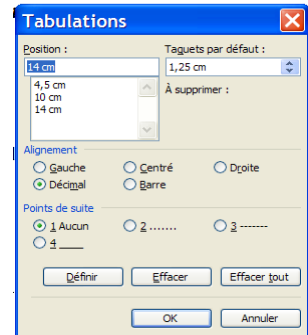 Tabulations
Position :
Taquets par défaut :
14 cm
1,25 cm
4,5 cm
10 cm
14 cm
À supprimer :
Alignement
Gauche
Centré
Droite
Décimal
Barre
Points de suite
1 Aucun
2 .......
3 -------
4 ____
Définir
Effacer
Effacer tout
OK
Annuler